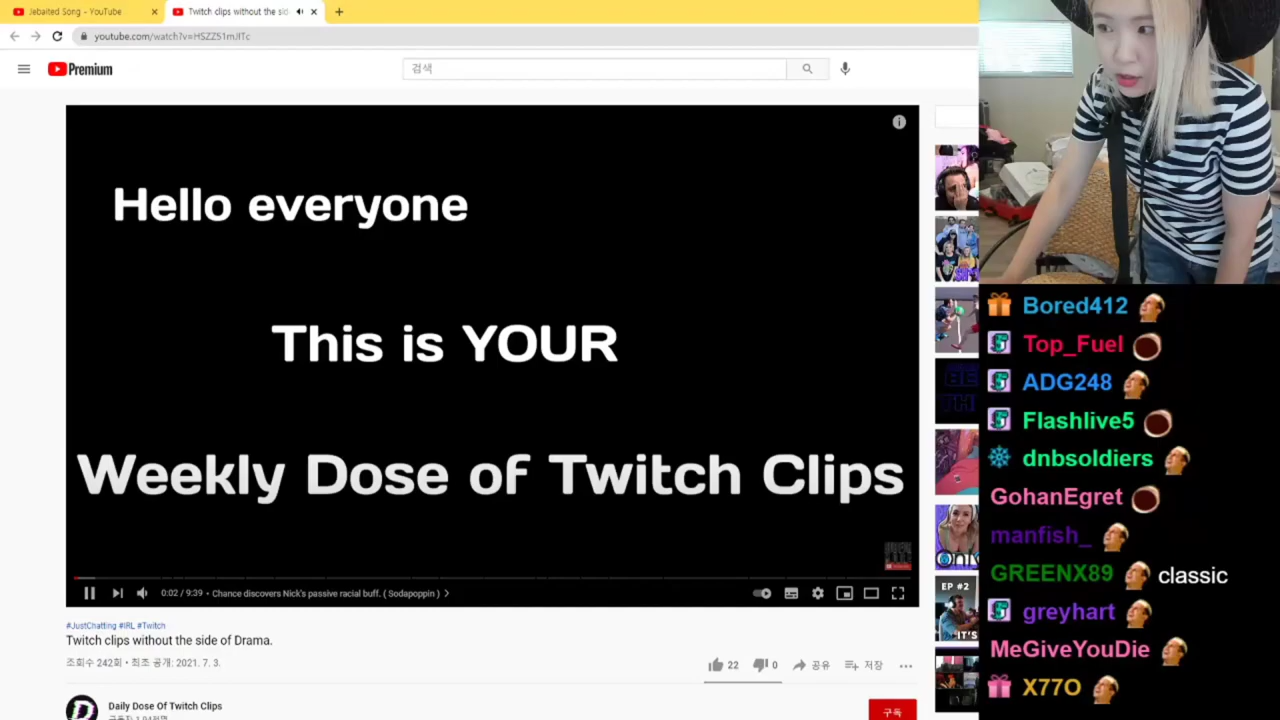 Jebaited Song - YouTube
Twitch clips without the sid
youtube.com/watch?v=HSZZ51mJITc
Premium
검색
Hello everyone
This is YOUR
Weekly Dose of Twitch Clips
0:02 / 9:39 • Chance discovers Nick's passive racial buff. ( Sodapoppin )
#JustChatting #IRL #Twitch
Twitch clips without the side of Drama.
조회수 242회 • 최초 공개: 2021. 7. 3.
22
0
공유
저장
Daily Dose Of Twitch Clips
구독
EP #2
IT'S
Bored412
Top_Fuel
ADG248
Flashlive5
dnbsoldiers
GohanEgret
manfish_
GREENX89 classic
greyhart
MeGiveYouDie
X77O